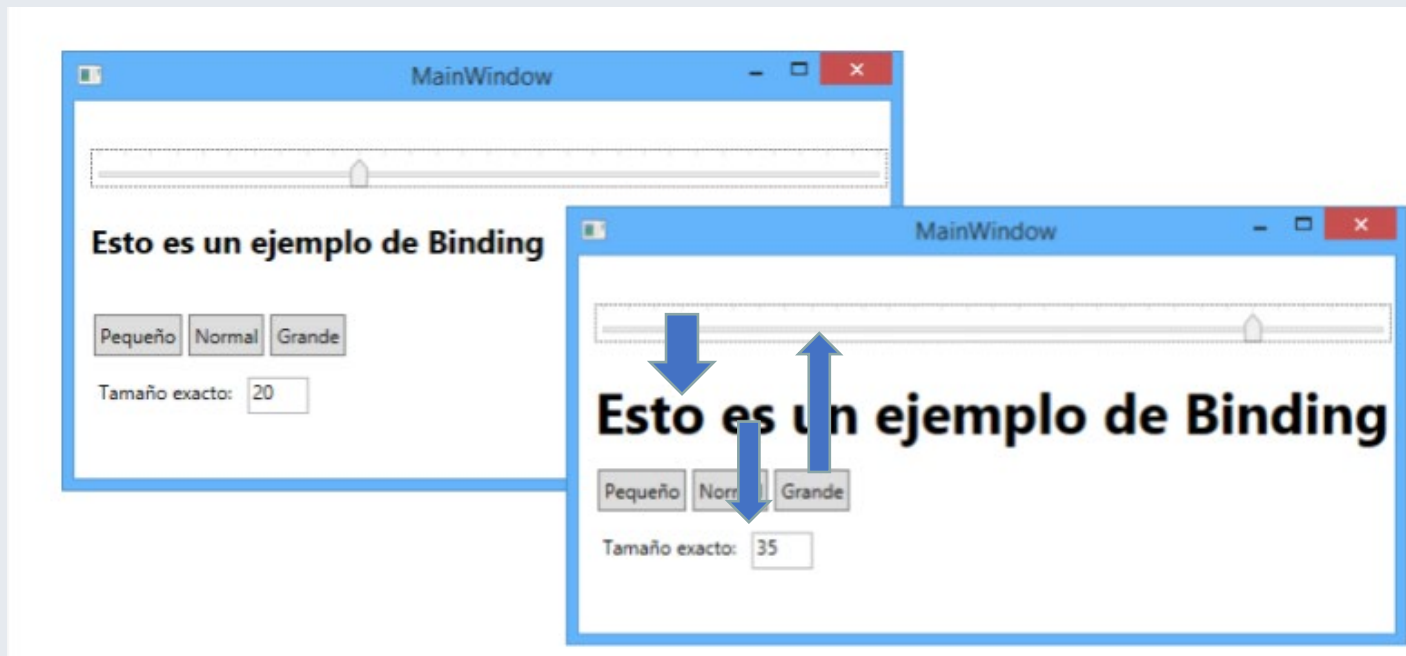 MainWindow
Esto es un ejemplo de Binding
Pequeño Normal Grande
Tamaño exacto: 20
MainWindow
Esto es un ejemplo de Binding
Pequeño Normal Grande
Tamaño exacto: 35